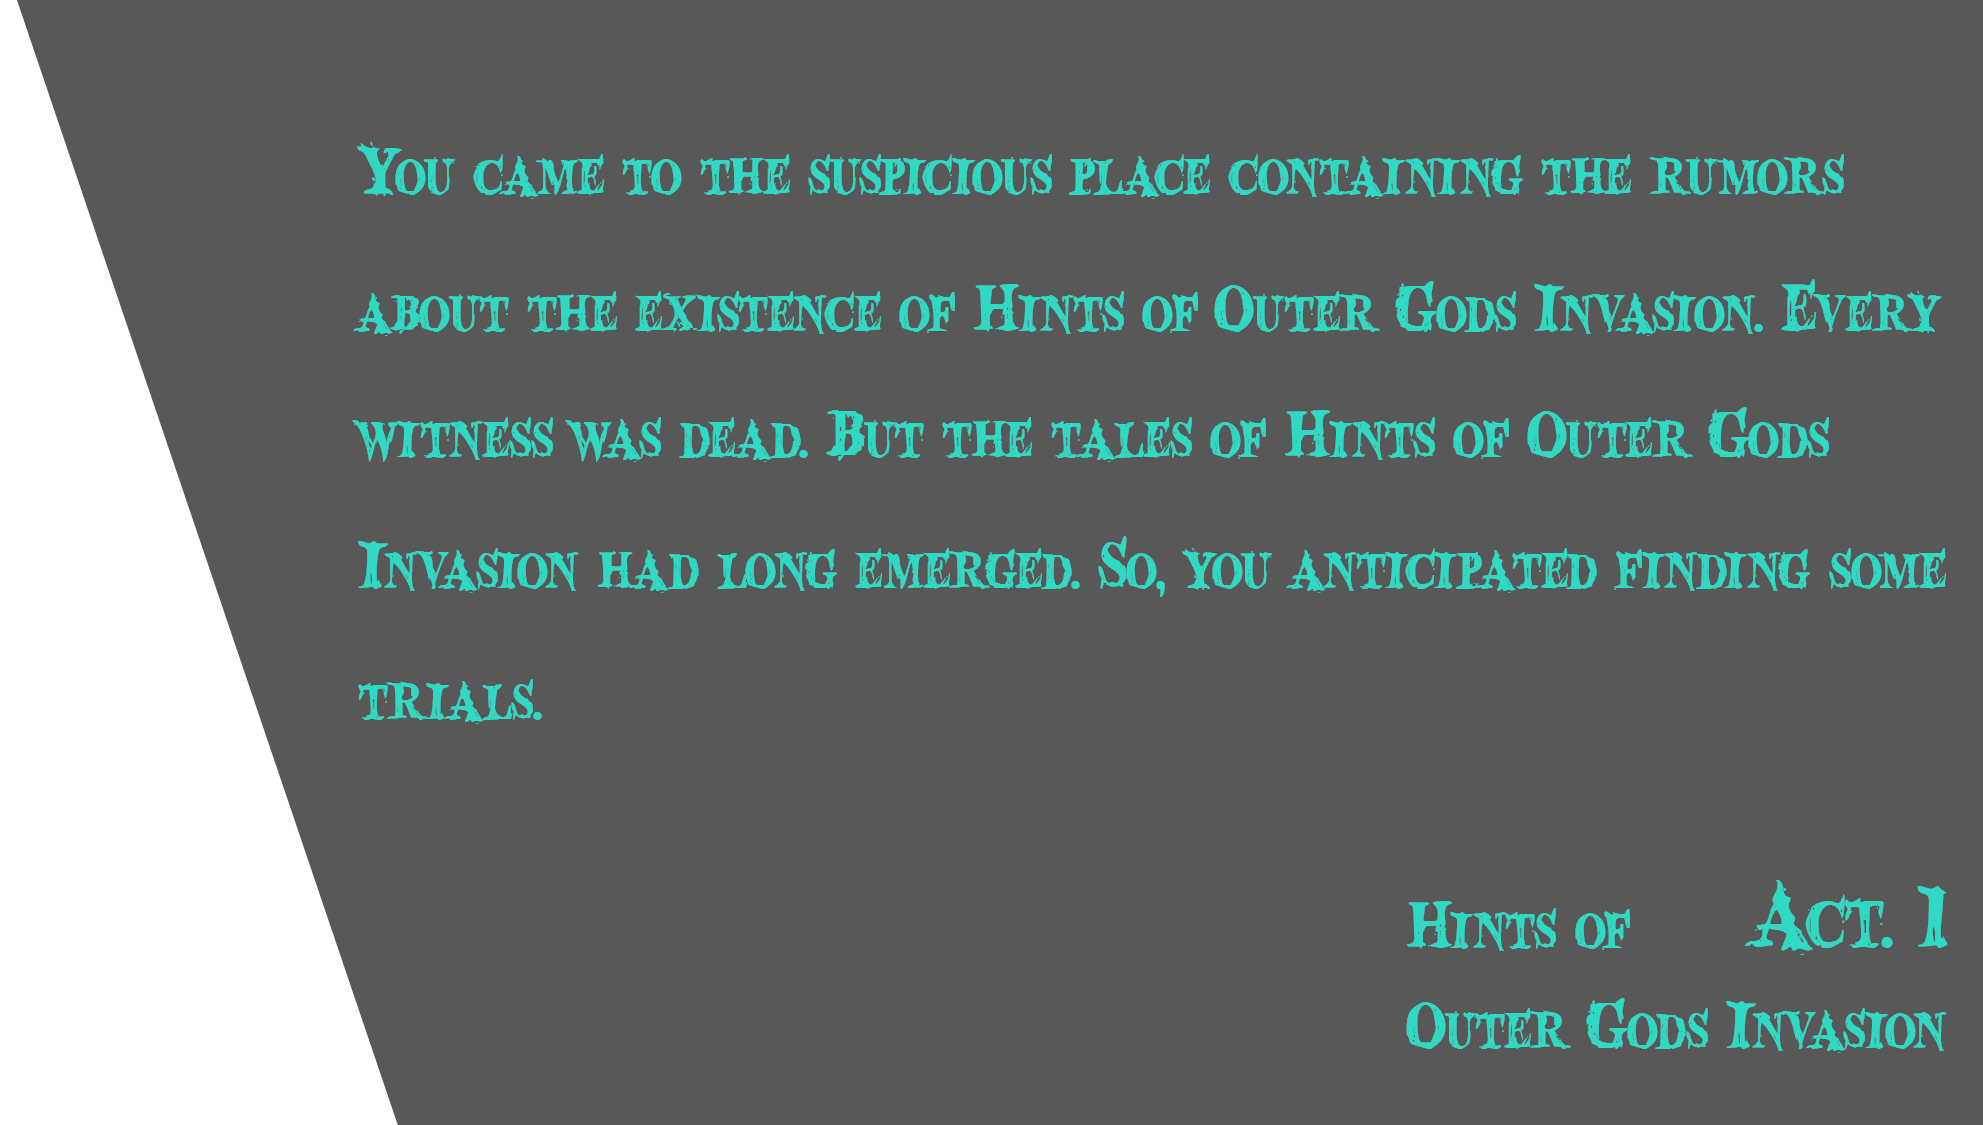 You came to the suspicious place containing the rumors
about the existence of Hints of Outer Gods Invasion. Every
witness was dead. But the tales of Hints of Outer Gods
Invasion had long emerged. So, you anticipated finding some
trials.
Hints of Act. 1
Outer Gods Invasion